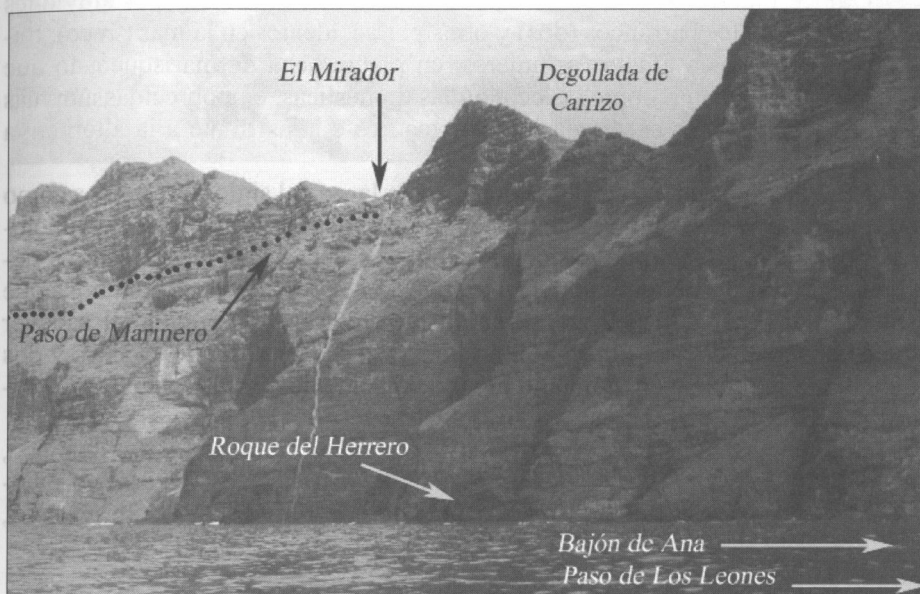 El Mirador
Degollada de
Carrizo
Paso de Marinero
Roque del Herrero
Bajón de Ana
Paso de Los Leones